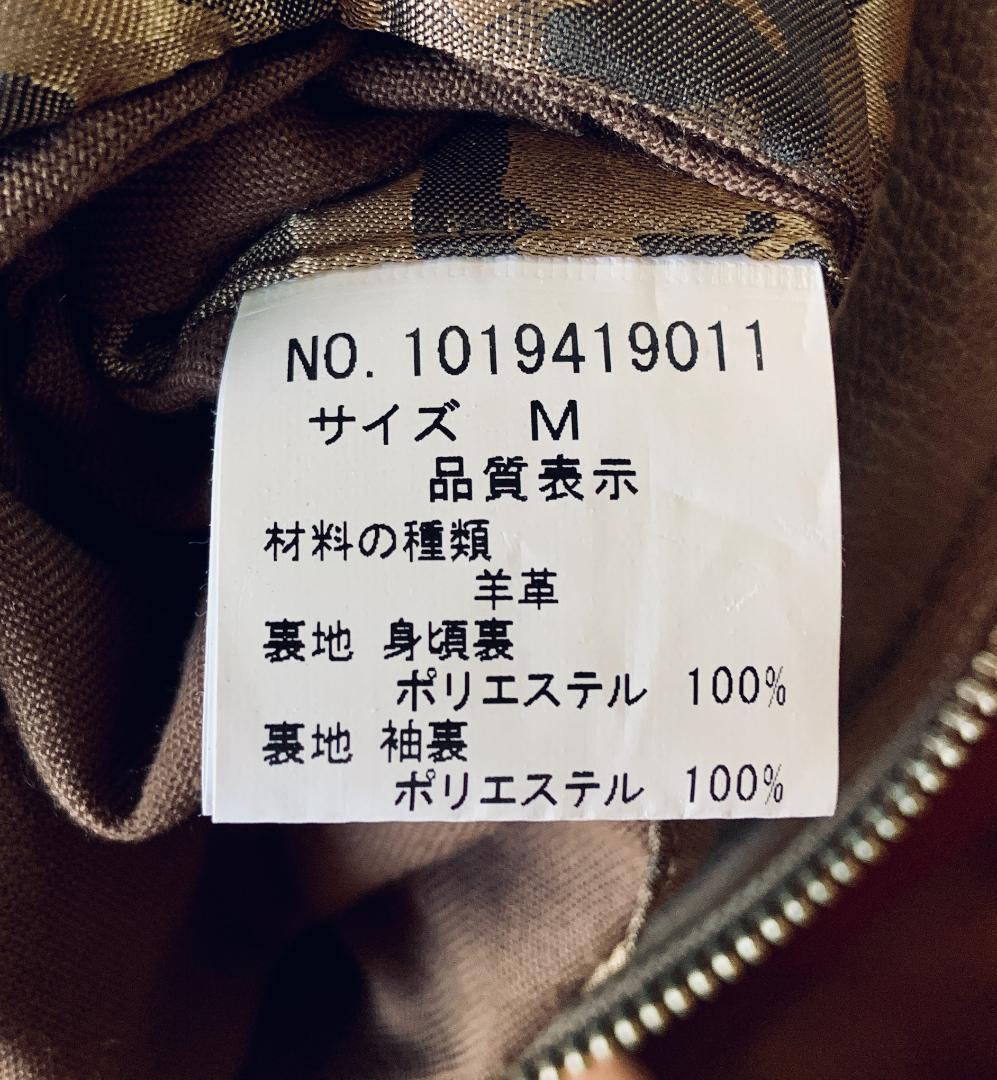 NO. 1019419011
サイズ M
品質表示
材料の種類
羊革
裏地 身頃裏
ポリエステル 100%
裏地 袖裏
ポリエステル 100%